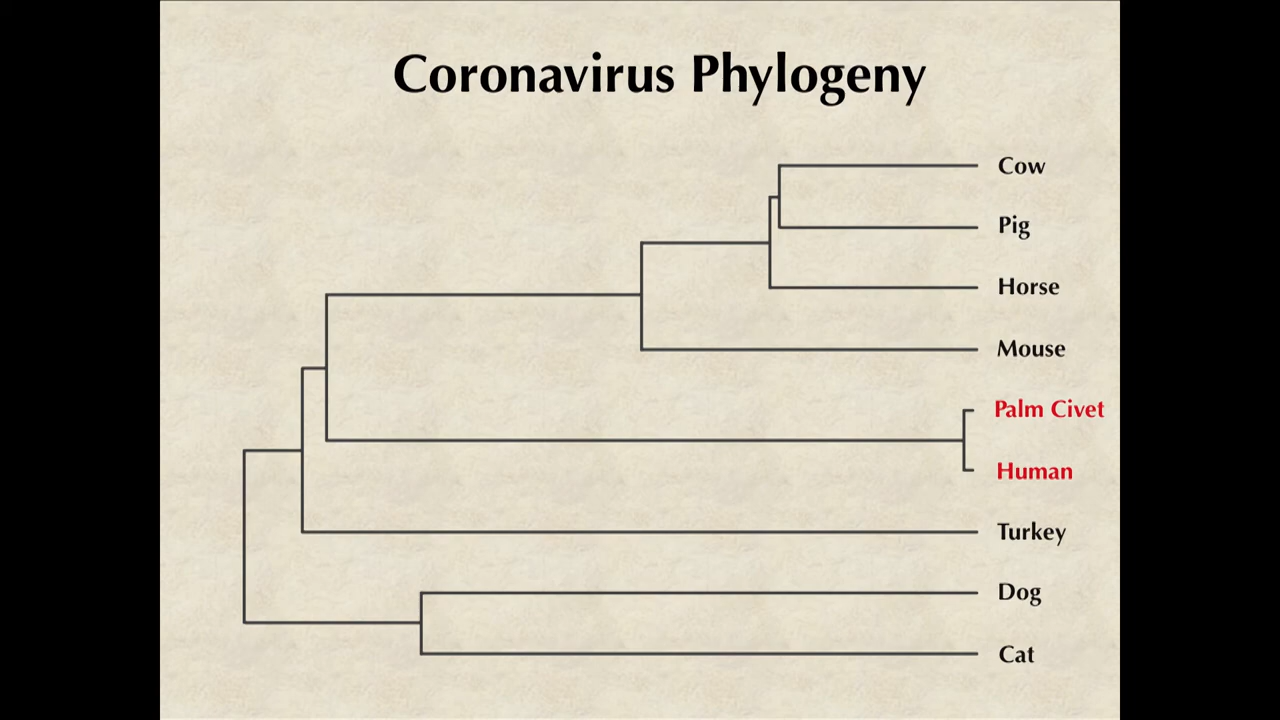 Coronavirus Phylogeny
Cow
Pig
Horse
Mouse
Palm Civet
Human
Turkey
Dog
Cat